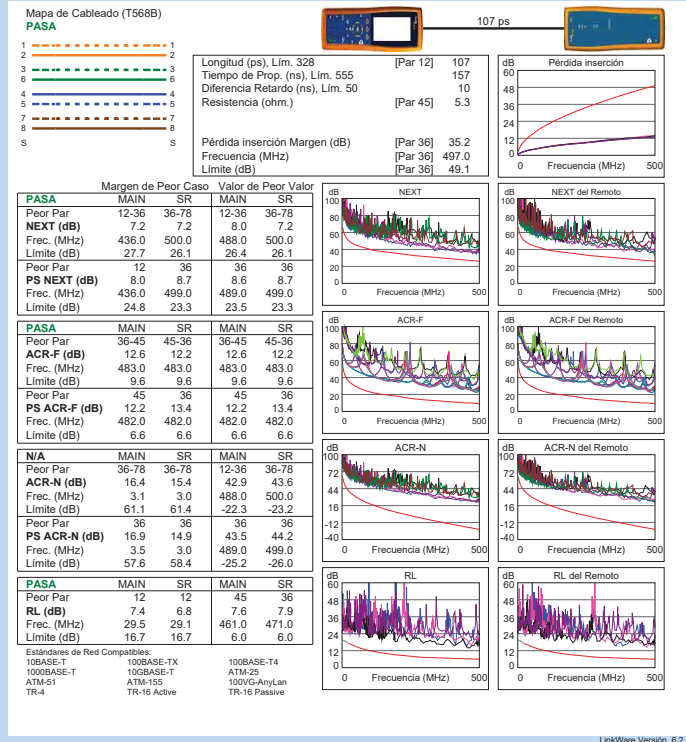 Mapa de Cableado (T568B)
PASA
1 1
2 2
3 3
6 6
4 4
5 5
7 7
8 8
S S
107 ps
Longitud (ps), Lím. 328 [Par 12] 107
Tiempo de Prop. (ns), Lím. 555 157
Diferencia Retardo (ns), Lím. 50 10
Resistencia (ohm.) [Par 45] 5.3
Pérdida inserción Margen (dB) [Par 36] 35.2
Frecuencia (MHz) [Par 36] 497.0
Límite (dB) [Par 36] 49.1
dB Pérdida inserción
60
48
36
24
12
0
0 Frecuencia (MHz) 500
Margen de Peor Caso Valor de Peor Valor
PASA MAIN SR MAIN SR
Peor Par 12-36 36-78 12-36 36-78
NEXT (dB) 7.2 7.2 8.0 7.2
Frec. (MHz) 436.0 500.0 488.0 500.0
Límite (dB) 27.7 26.1 26.4 26.1
Peor Par 12 36 36 36
PS NEXT (dB) 8.0 8.7 8.6 8.7
Frec. (MHz) 436.0 499.0 489.0 499.0
Límite (dB) 24.8 23.3 23.5 23.3
PASA MAIN SR MAIN SR
Peor Par 36-45 36-45 36-45 45-36
ACR-F (dB) 12.6 12.2 12.6 12.2
Frec. (MHz) 483.0 483.0 483.0 483.0
Límite (dB) 9.6 9.6 9.6 9.6
Peor Par 45 36 45 36
PS ACR-F (dB) 12.2 13.4 12.2 13.4
Frec. (MHz) 482.0 482.0 482.0 482.0
Límite (dB) 6.6 6.6 6.6 6.6
N/A MAIN SR MAIN SR
Peor Par 36-78 36-78 12-36 36-78
ACR-N (dB) 16.4 15.4 42.9 43.6
Frec. (MHz) 3.1 3.0 488.0 500.0
Límite (dB) 61.1 61.4 -22.3 -23.2
Peor Par 36 36 36 36
PS ACR-N (dB) 16.9 14.9 43.5 44.2
Frec. (MHz) 3.5 3.0 489.0 499.0
Límite (dB) 57.6 58.4 -25.2 -26.0
PASA MAIN SR MAIN SR
Peor Par 12 12 45 36
RL (dB) 7.4 6.8 7.6 7.9
Frec. (MHz) 29.5 29.1 461.0 471.0
Límite (dB) 16.7 16.7 6.0 6.0
Estándares de Red Compatibles:
10BASE-T 100BASE-TX 100BASE-T4
1000BASE-T 10GBASE-T ATM-25
ATM-51 ATM-155 100VG-AnyLan
TR-4 TR-16 Active TR-16 Passive
dB NEXT
100
80
60
40
20
0
0 Frecuencia (MHz) 500
dB NEXT del Remoto
100
80
60
40
20
0
0 Frecuencia (MHz) 500
dB ACR-F
100
80
60
40
20
0
0 Frecuencia (MHz) 500
dB ACR-F Del Remoto
100
80
60
40
20
0
0 Frecuencia (MHz) 500
dB ACR-N
100
72
44
16
-12
-40
0 Frecuencia (MHz) 500
dB ACR-N del Remoto
100
72
44
16
-12
-40
0 Frecuencia (MHz) 500
dB RL
60
48
36
24
12
0
0 Frecuencia (MHz) 500
dB RL del Remoto
60
48
36
24
12
0
0 Frecuencia (MHz) 500
LinkWare Versión 6.2